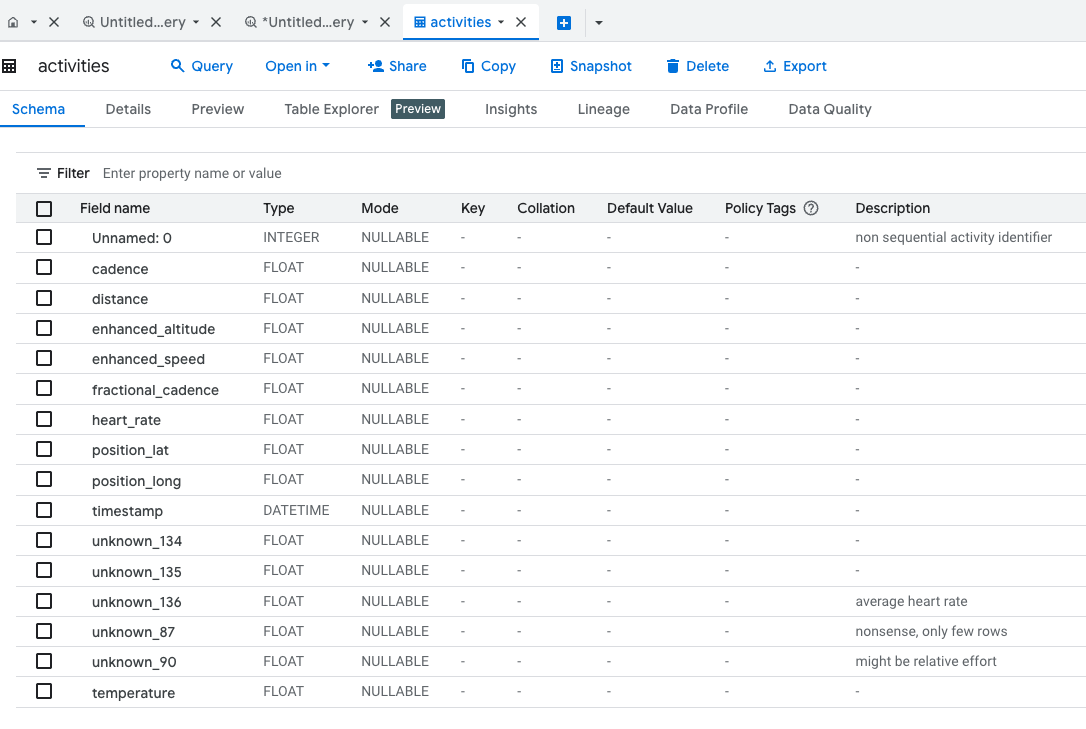 Untitled...ery *Untitled...ery activities
activities Query Open in Share Copy Snapshot Delete Export
Schema Details Preview Table Explorer Preview Insights Lineage Data Profile Data Quality
Filter Enter property name or value
Field name Type Mode Key Collation Default Value Policy Tags ? Description
Unnamed: 0 INTEGER NULLABLE - - - - non sequential activity identifier
cadence FLOAT NULLABLE - - - - -
distance FLOAT NULLABLE - - - - -
enhanced_altitude FLOAT NULLABLE - - - - -
enhanced_speed FLOAT NULLABLE - - - - -
fractional_cadence FLOAT NULLABLE - - - - -
heart_rate FLOAT NULLABLE - - - - -
position_lat FLOAT NULLABLE - - - - -
position_long FLOAT NULLABLE - - - - -
timestamp DATETIME NULLABLE - - - - -
unknown_134 FLOAT NULLABLE - - - - -
unknown_135 FLOAT NULLABLE - - - - -
unknown_136 FLOAT NULLABLE - - - - average heart rate
unknown_87 FLOAT NULLABLE - - - - nonsense, only few rows
unknown_90 FLOAT NULLABLE - - - - might be relative effort
temperature FLOAT NULLABLE - - - - -